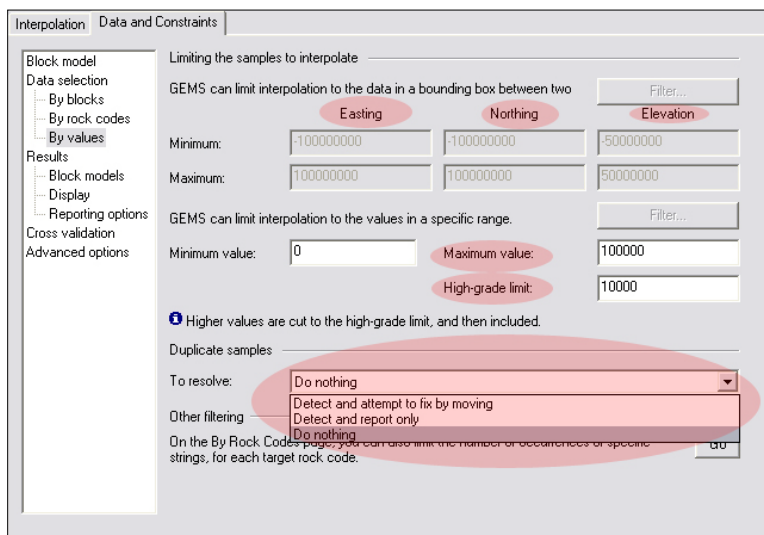 Interpolation Data and Constraints
Block model
Data selection
By blocks
By rock codes
By values
Results
Block models
Display
Reporting options
Cross validation
Advanced options
Limiting the samples to interpolate
GEMS can limit interpolation to the data in a bounding box between two
Filter...
Easting Northing Elevation
Minimum: -100000000 -100000000 -50000000
Maximum: 100000000 100000000 50000000
GEMS can limit interpolation to the values in a specific range.
Filter...
Minimum value: 0 Maximum value: 100000
High-grade limit: 10000
Higher values are cut to the high-grade limit, and then included.
Duplicate samples
To resolve: Do nothing
Detect and attempt to fix by moving
Detect and report only
Do nothing
Other filtering
On the By Rock Codes page, you can also limit the number of occurrences of specific
strings, for each target rock code.
Go